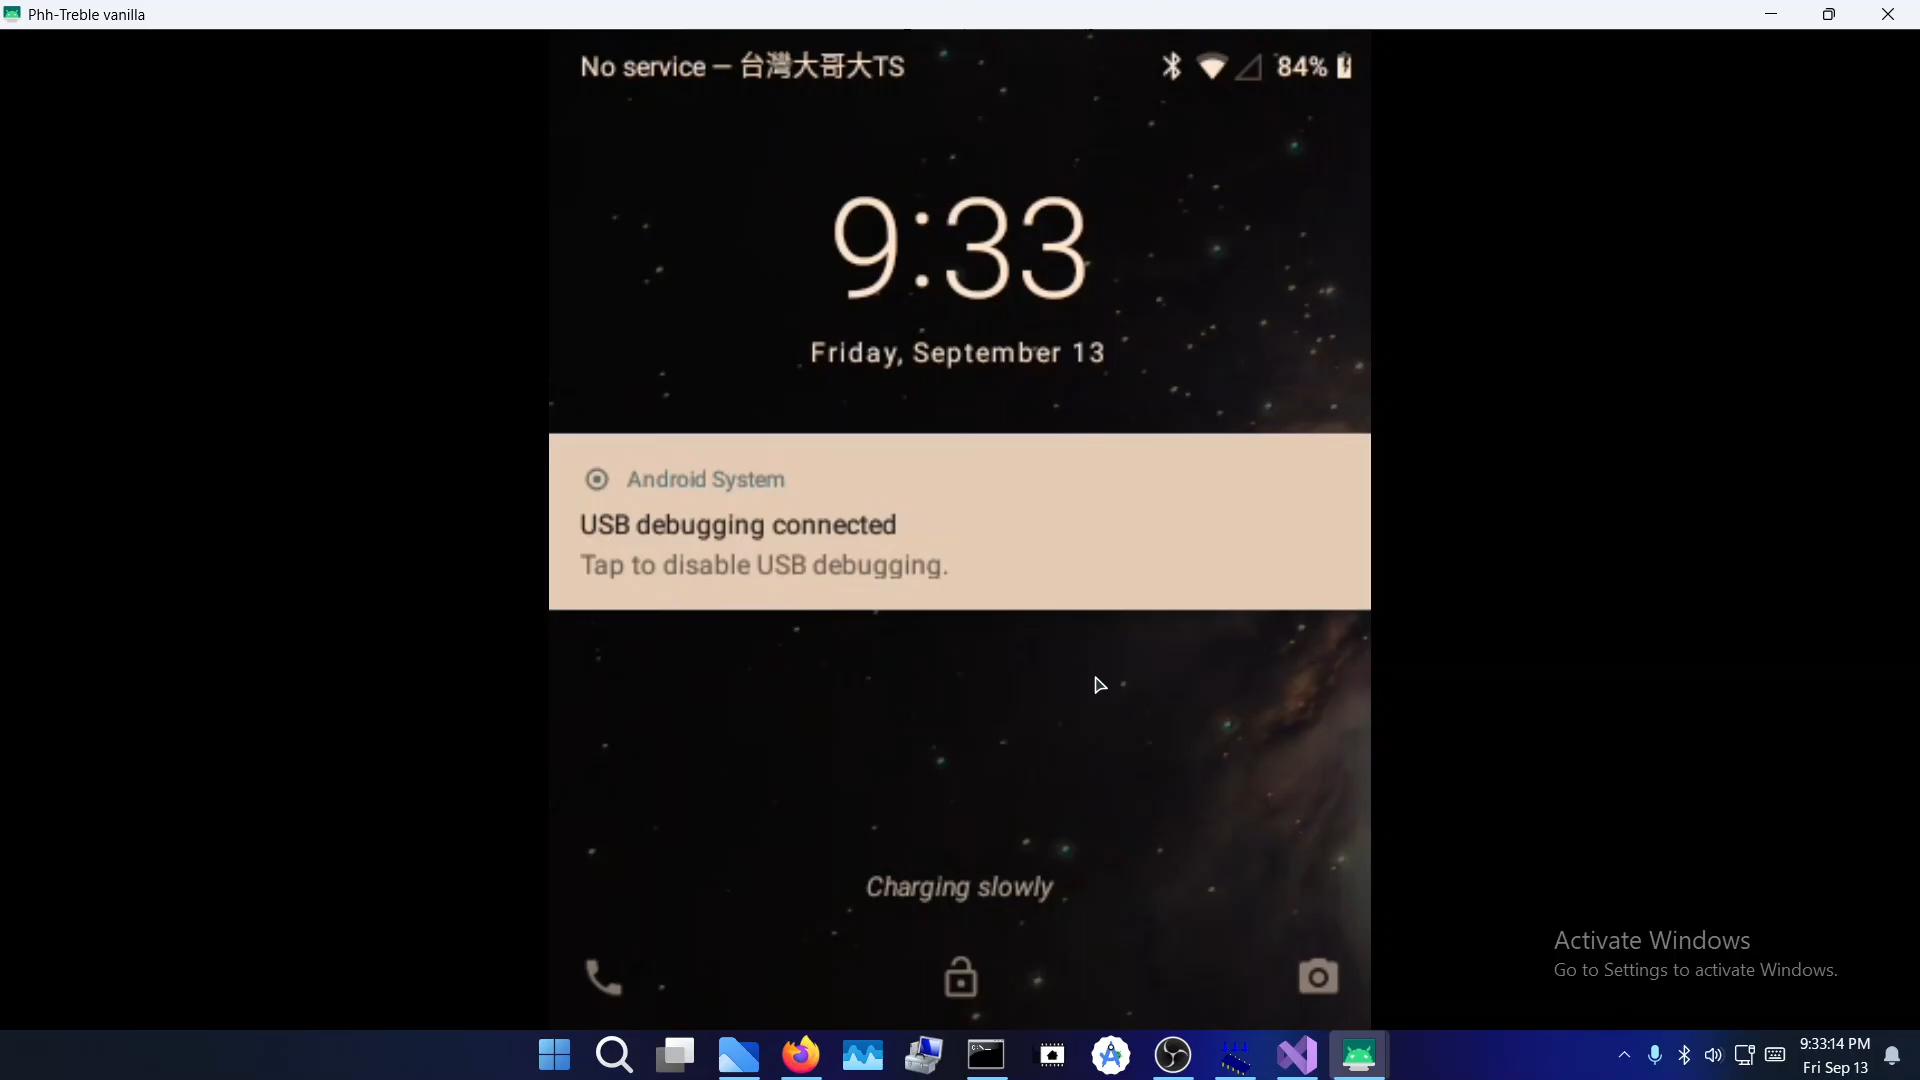 Phh-Treble vanilla
No service — 台灣大哥大TS
84%
9:33
Friday, September 13
Android System
USB debugging connected
Tap to disable USB debugging.
Charging slowly
Activate Windows
Go to Settings to activate Windows.
9:33:14 PM
Fri Sep 13